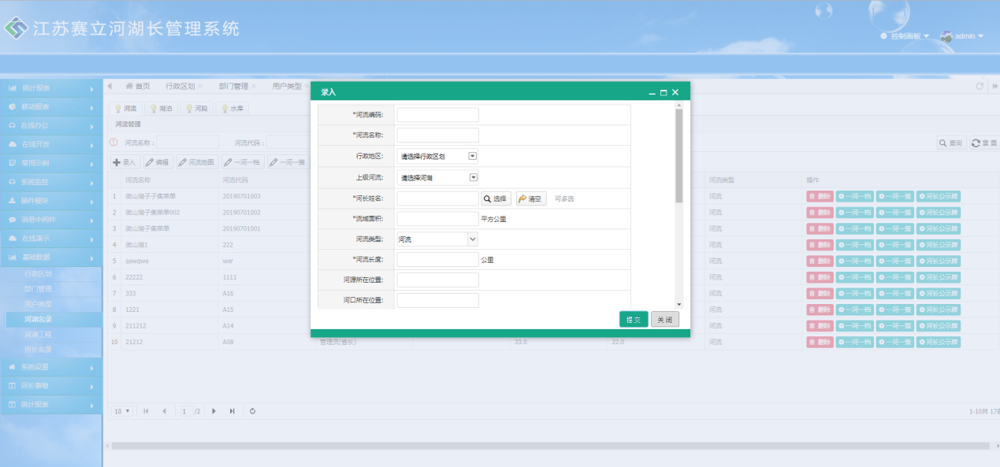 江苏赛立河湖长管理系统
控制面板 admin
统计报表
移动报表
在线办公
在线开发
常用示例
系统监控
插件模块
消息中间件
在线演示
基础数据
行政区划
部门管理
用户类型
河湖名录
河湖工程
河长名录
系统设置
河长事物
统计报表
首页 行政区划 部门管理 用户类型
河流 湖泊 河段 水库
河流管理
河流名称: 河流代码: 查询 重置
录入 编辑 河流地图 一河一档 一河一策
河流名称 河流代码 河流类型 操作
1 微山湖子子集菜单 20190701003 河流 删除 一河一档 一河一策 河长公示牌
2 微山湖子集菜单002 20190701002 河流 删除 一河一档 一河一策 河长公示牌
3 微山湖子集菜单 20190701001 河流 删除 一河一档 一河一策 河长公示牌
4 微山湖1 222 河流 删除 一河一档 一河一策 河长公示牌
5 qewqwe wer 河流 删除 一河一档 一河一策 河长公示牌
6 22222 1111 河流 删除 一河一档 一河一策 河长公示牌
7 333 A16 河流 删除 一河一档 一河一策 河长公示牌
8 1221 A15 河流 删除 一河一档 一河一策 河长公示牌
9 211212 A14 河流 删除 一河一档 一河一策 河长公示牌
10 21212 A08 管理员(省长) 33.0 22.0 河流 删除 一河一档 一河一策 河长公示牌
10 1 /2 1-10共 17条
录入
*河流编码:
*河流名称:
行政地区: 请选择行政区划
上级河流: 请选择河湖
*河长姓名: 选择 清空 可多选
*流域面积: 平方公里
河流类型: 河流
*河流长度: 公里
河源所在位置:
河口所在位置:
提交 关闭